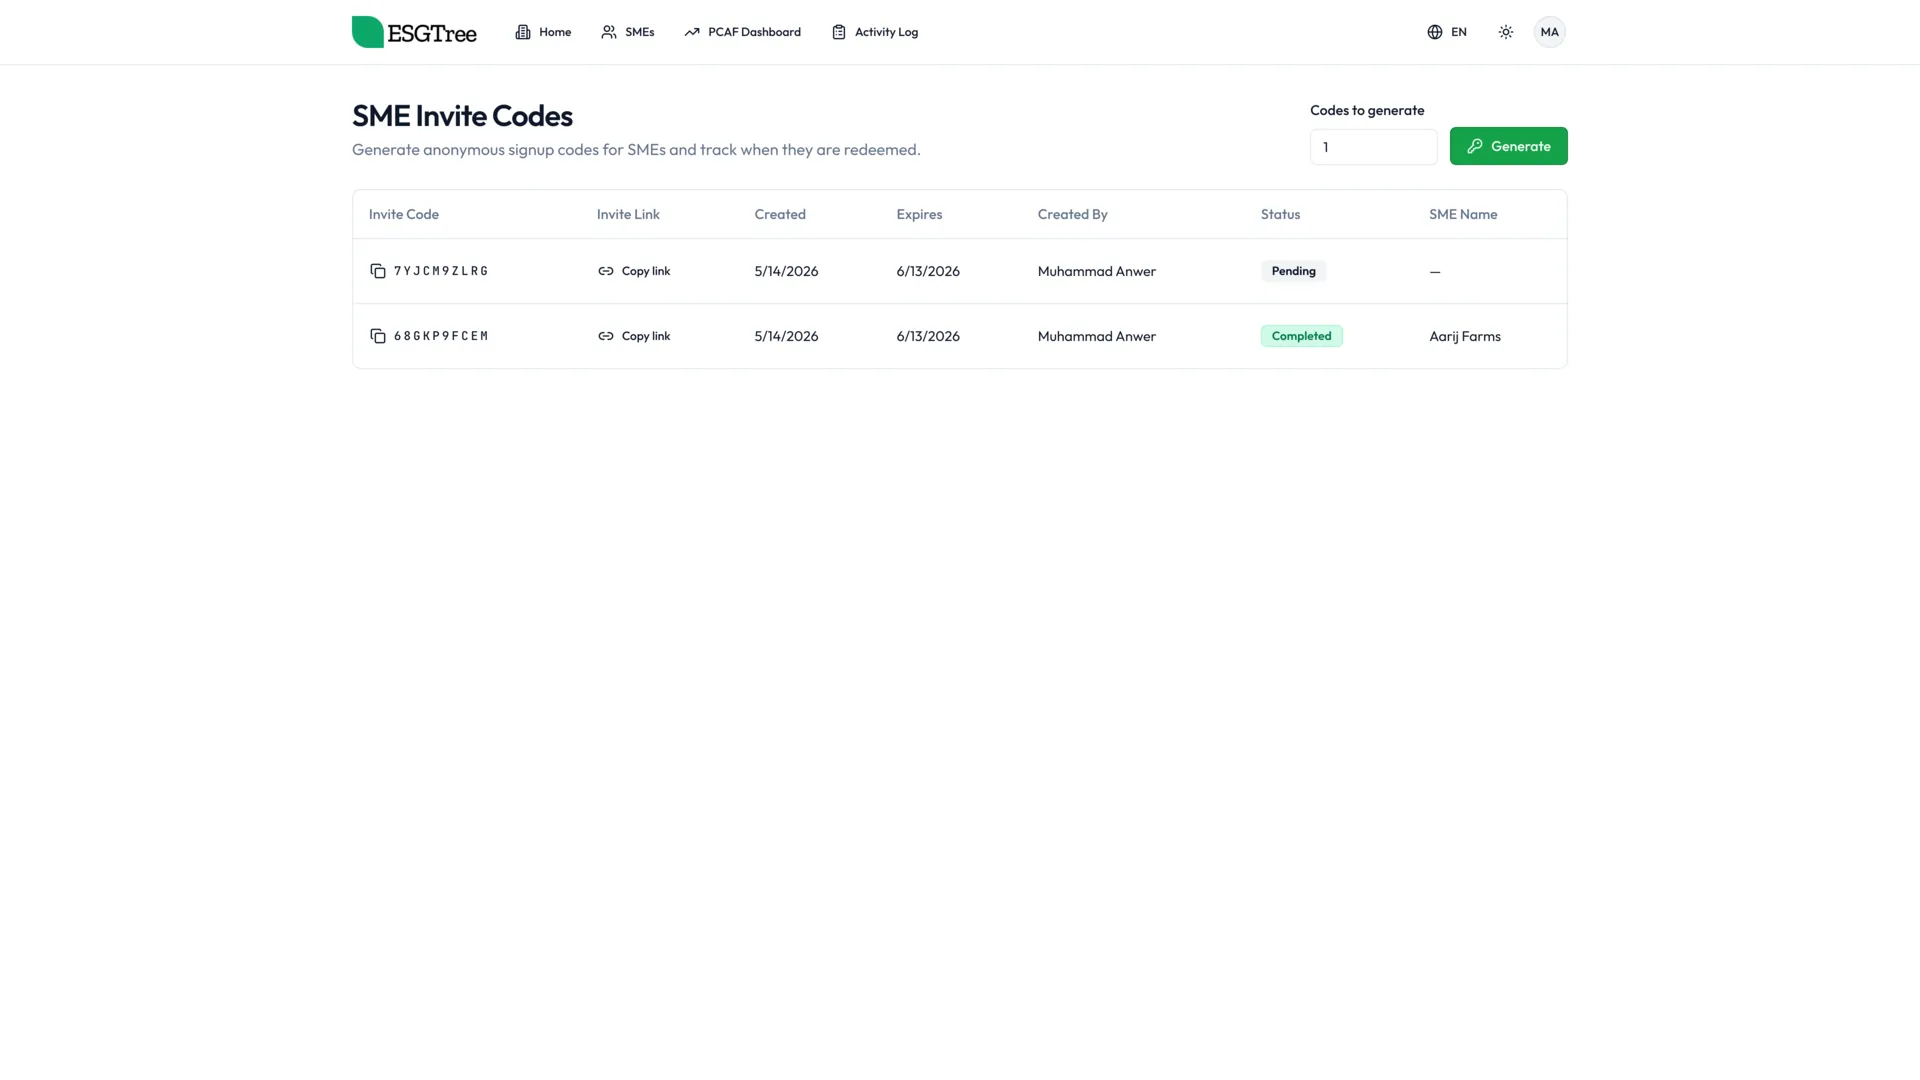 ESGTree Home SMEs PCAF Dashboard Activity Log EN MA
SME Invite Codes
Generate anonymous signup codes for SMEs and track when they are redeemed.
Codes to generate
1 Generate
Invite Code Invite Link Created Expires Created By Status SME Name
7YJCM9ZLRG Copy link 5/14/2026 6/13/2026 Muhammad Anwer Pending —
68GKP9FCEM Copy link 5/14/2026 6/13/2026 Muhammad Anwer Completed Aarij Farms